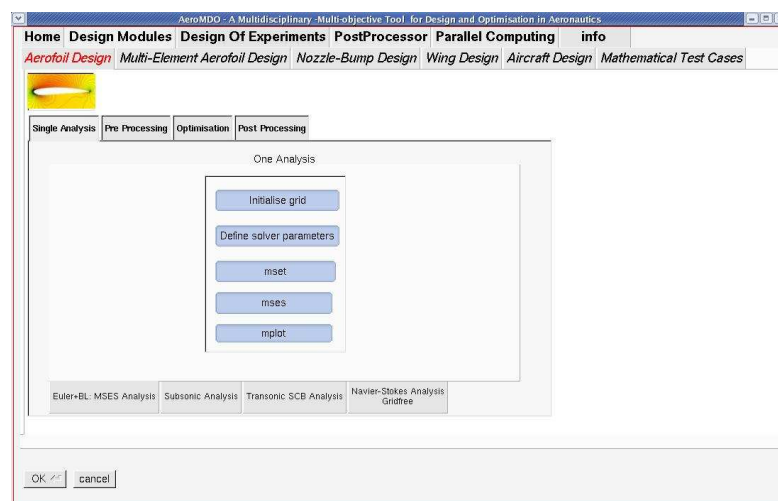 AeroMDO - A Multidisciplinary -Multi-objective Tool for Design and Optimisation in Aeronautics
Home Design Modules Design Of Experiments PostProcessor Parallel Computing info
Aerofoil Design Multi-Element Aerofoil Design Nozzle-Bump Design Wing Design Aircraft Design Mathematical Test Cases
Single Analysis Pre Processing Optimisation Post Processing
One Analysis
Initialise grid
Define solver parameters
mset
mses
mplot
Euler+BL: MSES Analysis Subsonic Analysis Transonic SCB Analysis Navier-Stokes Analysis
Gridfree
OK cancel